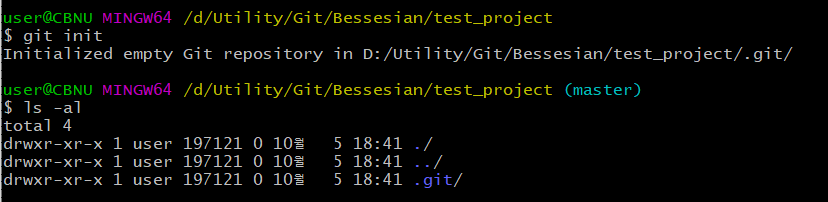 user@CBNU MINGW64 /d/Utility/Git/Bessesian/test_project
$ git init
Initialized empty Git repository in D:/Utility/Git/Bessesian/test_project/.git/
user@CBNU MINGW64 /d/Utility/Git/Bessesian/test_project (master)
$ ls -al
total 4
drwxr-xr-x 1 user 197121 0 10월  5 18:41 ./
drwxr-xr-x 1 user 197121 0 10월  5 18:41 ../
drwxr-xr-x 1 user 197121 0 10월  5 18:41 .git/